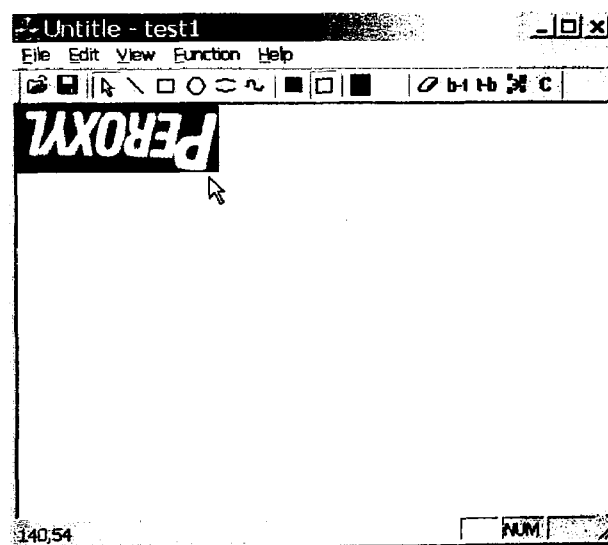 Untitle - test1
File Edit View Function Help
b-t t-b C
PEROXYL
140,54 NUM